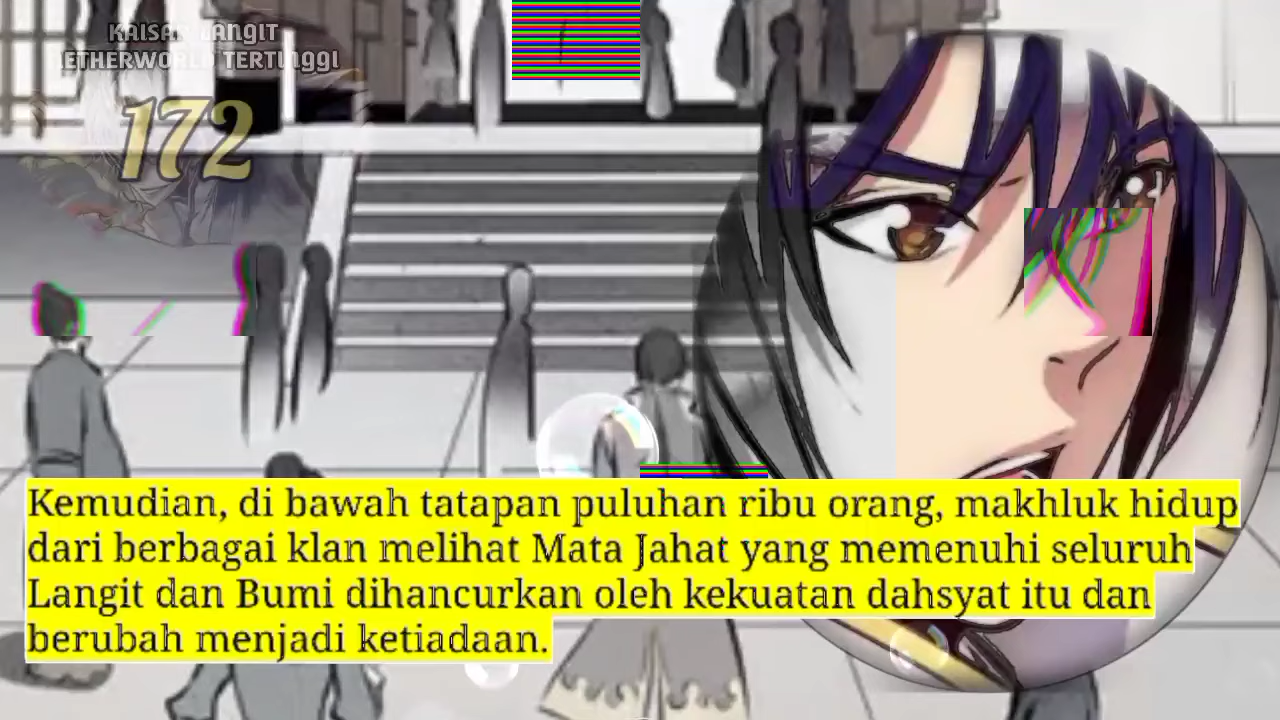 KAISAR LANGIT
NETHERWORLD TERTINGGI
172
Kemudian, di bawah tatapan puluhan ribu orang, makhluk hidup
dari berbagai klan melihat Mata Jahat yang memenuhi seluruh
Langit dan Bumi dihancurkan oleh kekuatan dahsyat itu dan
berubah menjadi ketiadaan.